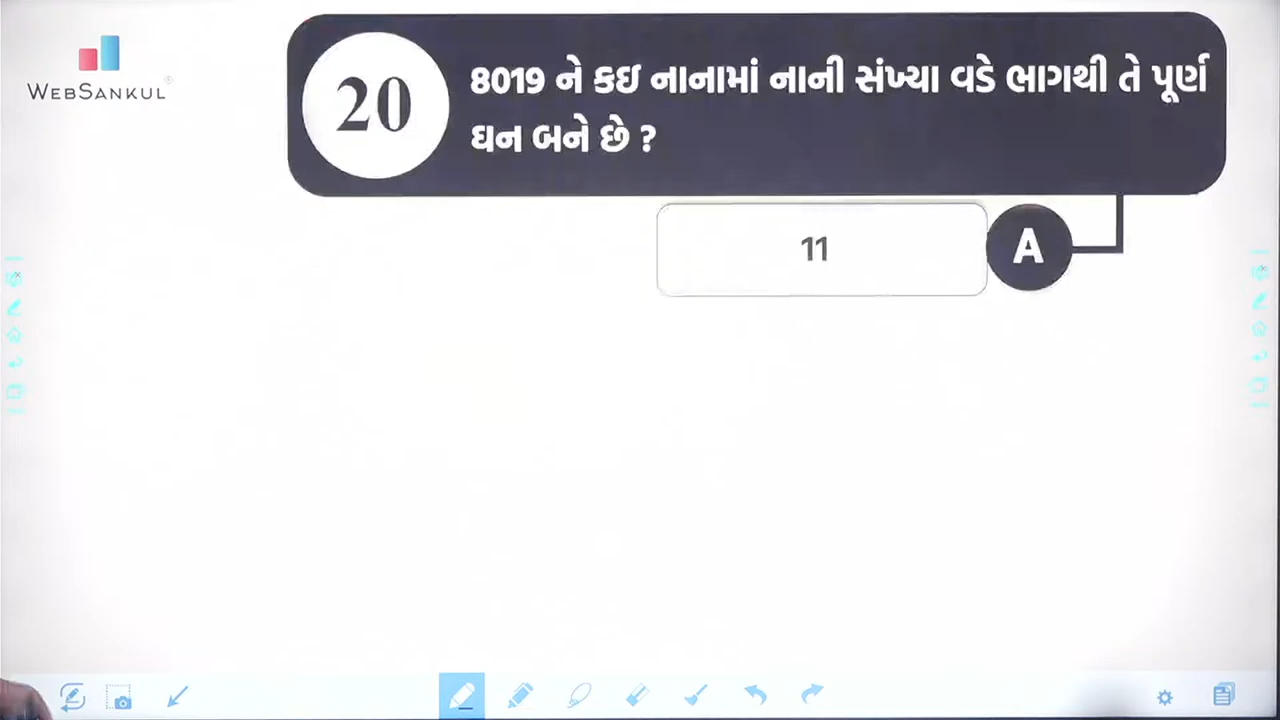 WEBSANKUL
20
8019 ને કઇ નાનામાં નાની સંખ્યા વડે ભાગથી તે પૂર્ણ
ઘન બને છે ?
11
A